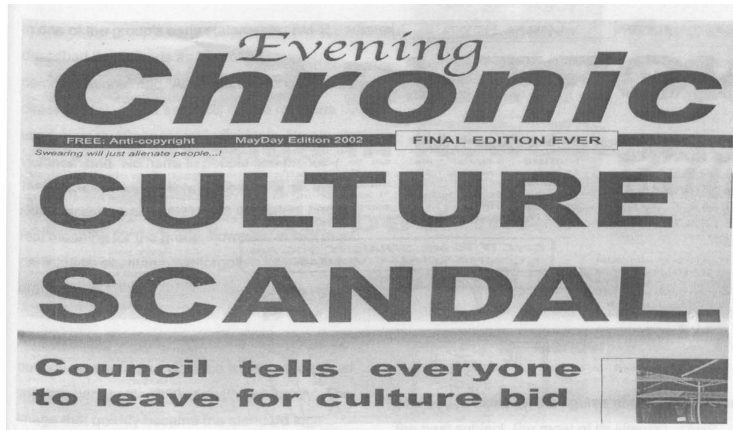 Evening
Chronic
FREE: Anti-copyright MayDay Edition 2002 FINAL EDITION EVER
Swearing will just alienate people...!
CULTURE
SCANDAL.
Council tells everyone
to leave for culture bid